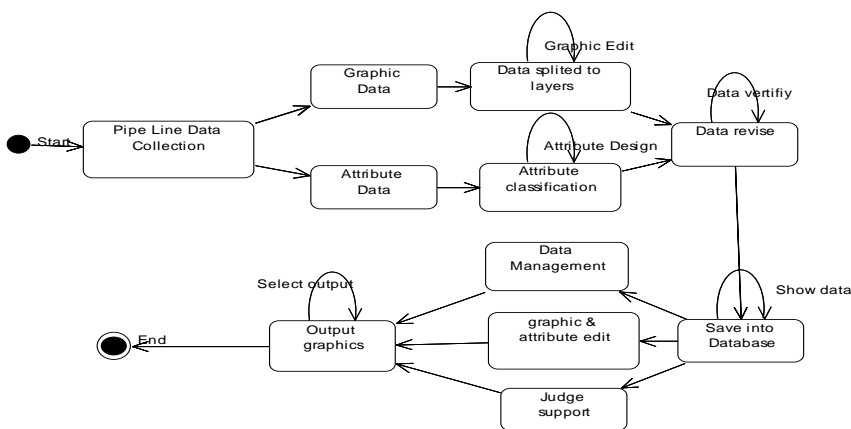 Graphic Edit
Graphic
Data
Data splited to
layers
Data vertifiy
Start
Pipe Line Data
Collection
Data revise
Attribute Design
Attribute
Data
Attribute
classification
Data
Management
Select output
Show data
Output
graphics
graphic &
attribute edit
Save into
Database
End
Judge
support